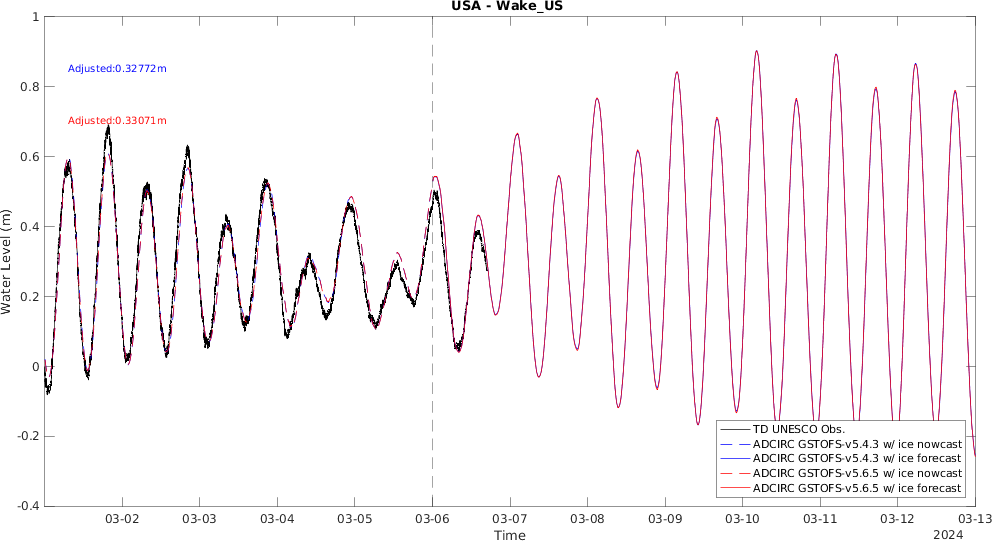 USA - Wake_US
Adjusted:0.32772m
Adjusted:0.33071m
Water Level (m)
1
0.8
0.6
0.4
0.2
0
-0.2
-0.4
TD UNESCO Obs.
ADCIRC GSTOFS-v5.4.3 w/ ice nowcast
ADCIRC GSTOFS-v5.4.3 w/ ice forecast
ADCIRC GSTOFS-v5.6.5 w/ ice nowcast
ADCIRC GSTOFS-v5.6.5 w/ ice forecast
03-02 03-03 03-04 03-05 03-06 03-07 03-08 03-09 03-10 03-11 03-12 03-13
Time
2024